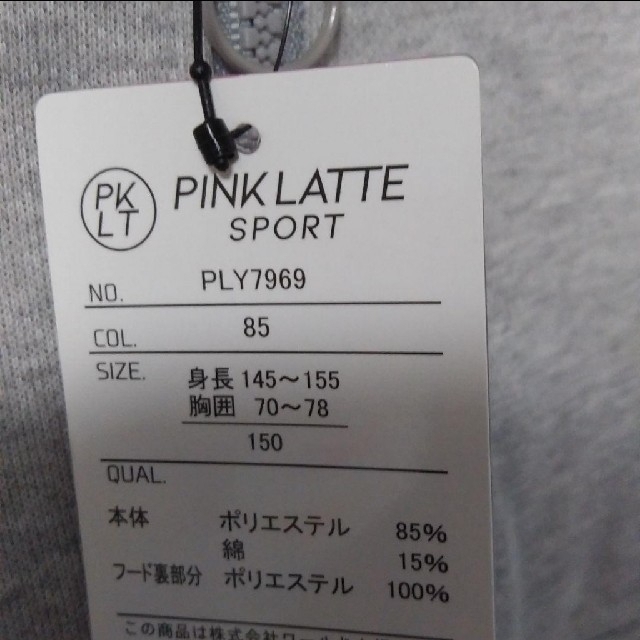 PK
LT
PINK LATTE
SPORT
NO. PLY7969
COL. 85
SIZE. 身長 145～155
胸囲 70～78
150
QUAL.
本体 ポリエステル 85%
綿 15%
フード裏部分 ポリエステル 100%
この商品は株式会社